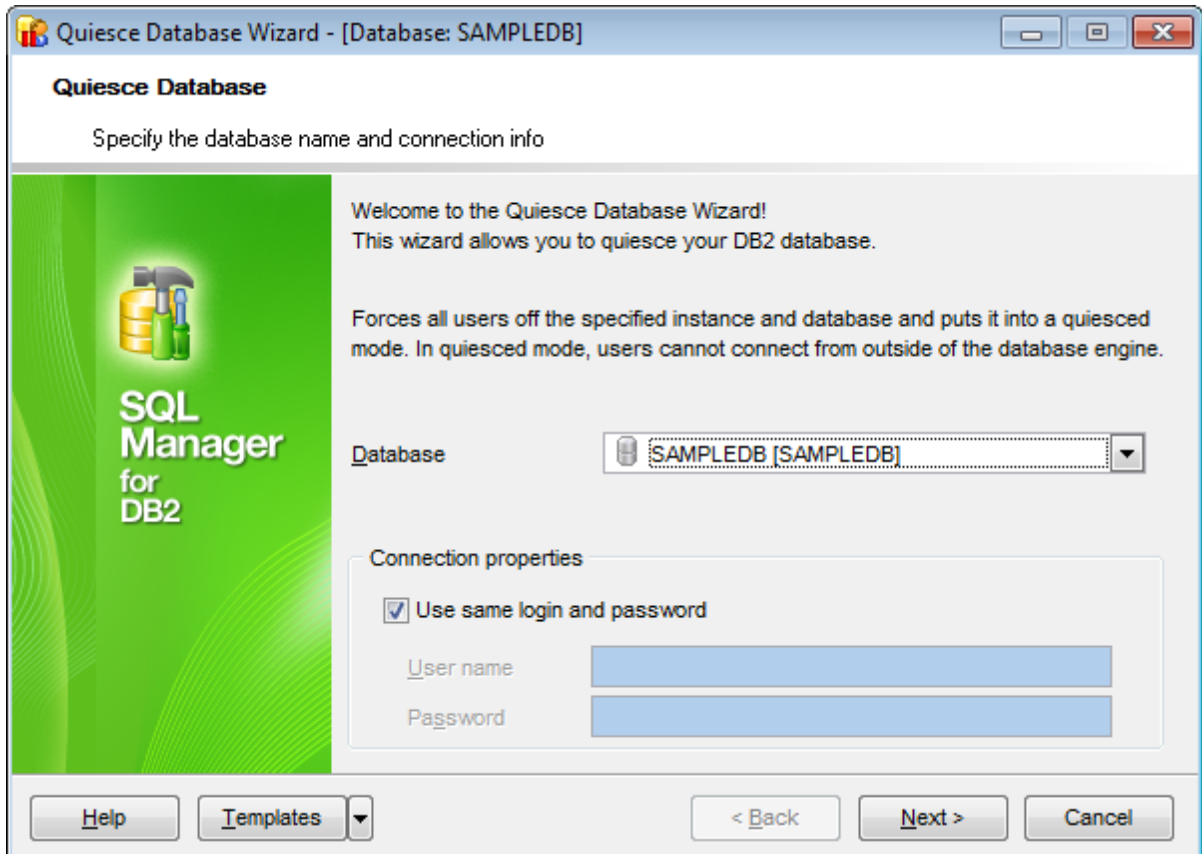 Quiesce Database Wizard - [Database: SAMPLEDB]
Quiesce Database
Specify the database name and connection info
Welcome to the Quiesce Database Wizard!
This wizard allows you to quiesce your DB2 database.
Forces all users off the specified instance and database and puts it into a quiesced
mode. In quiesced mode, users cannot connect from outside of the database engine.
SQL
Manager
for
DB2
Database
SAMPLEDB [SAMPLEDB]
Connection properties
Use same login and password
User name
Password
Help
Templates
< Back
Next >
Cancel